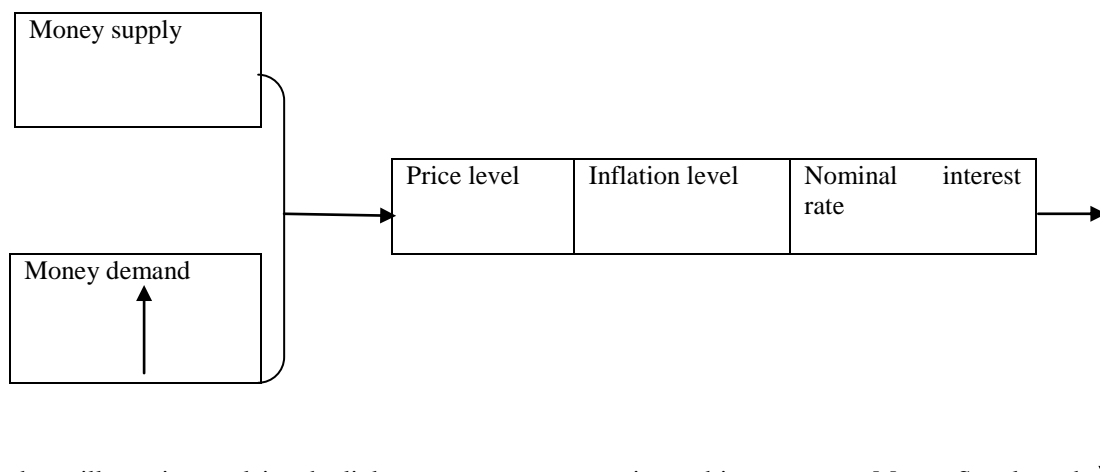 Money supply
Price level
Inflation level
Nominal interest
rate
Money demand